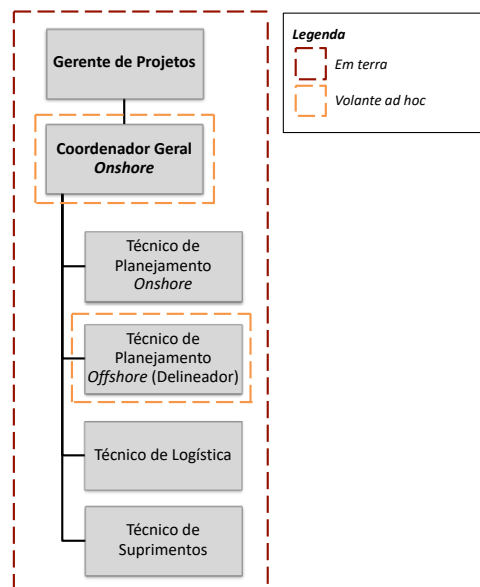 Gerente de Projetos
Coordenador Geral
Onshore
Técnico de
Planejamento
Onshore
Técnico de
Planejamento
Offshore (Delineador)
Técnico de Logística
Técnico de
Suprimentos
Legenda
Em terra
Volante ad hoc